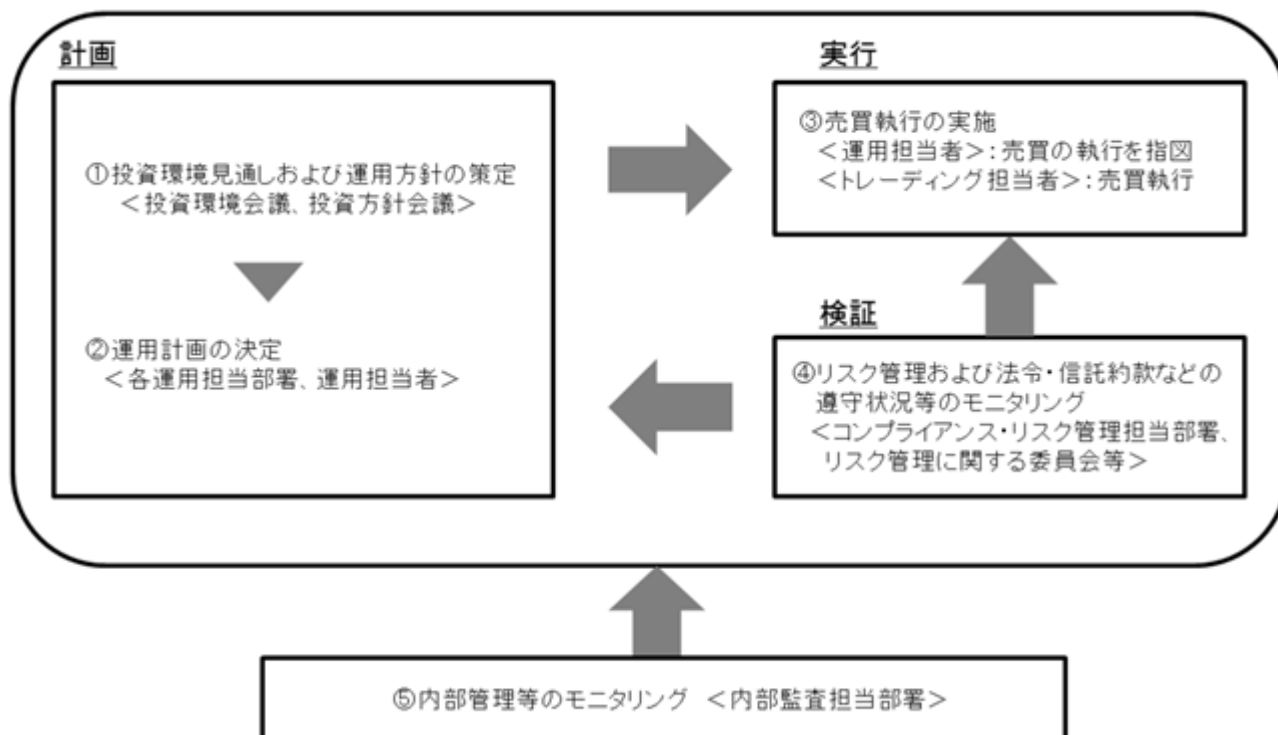 計画
①投資環境見通しおよび運用方針の策定
<投資環境会議、投資方針会議>
②運用計画の決定
<各運用担当部署、運用担当者>
実行
③売買執行の実施
<運用担当者>:売買の執行を指図
<トレーディング担当者>:売買執行
検証
④リスク管理および法令・信託約款などの
遵守状況等のモニタリング
<コンプライアンス・リスク管理担当部署、
リスク管理に関する委員会等>
⑤内部管理等のモニタリング <内部監査担当部署>